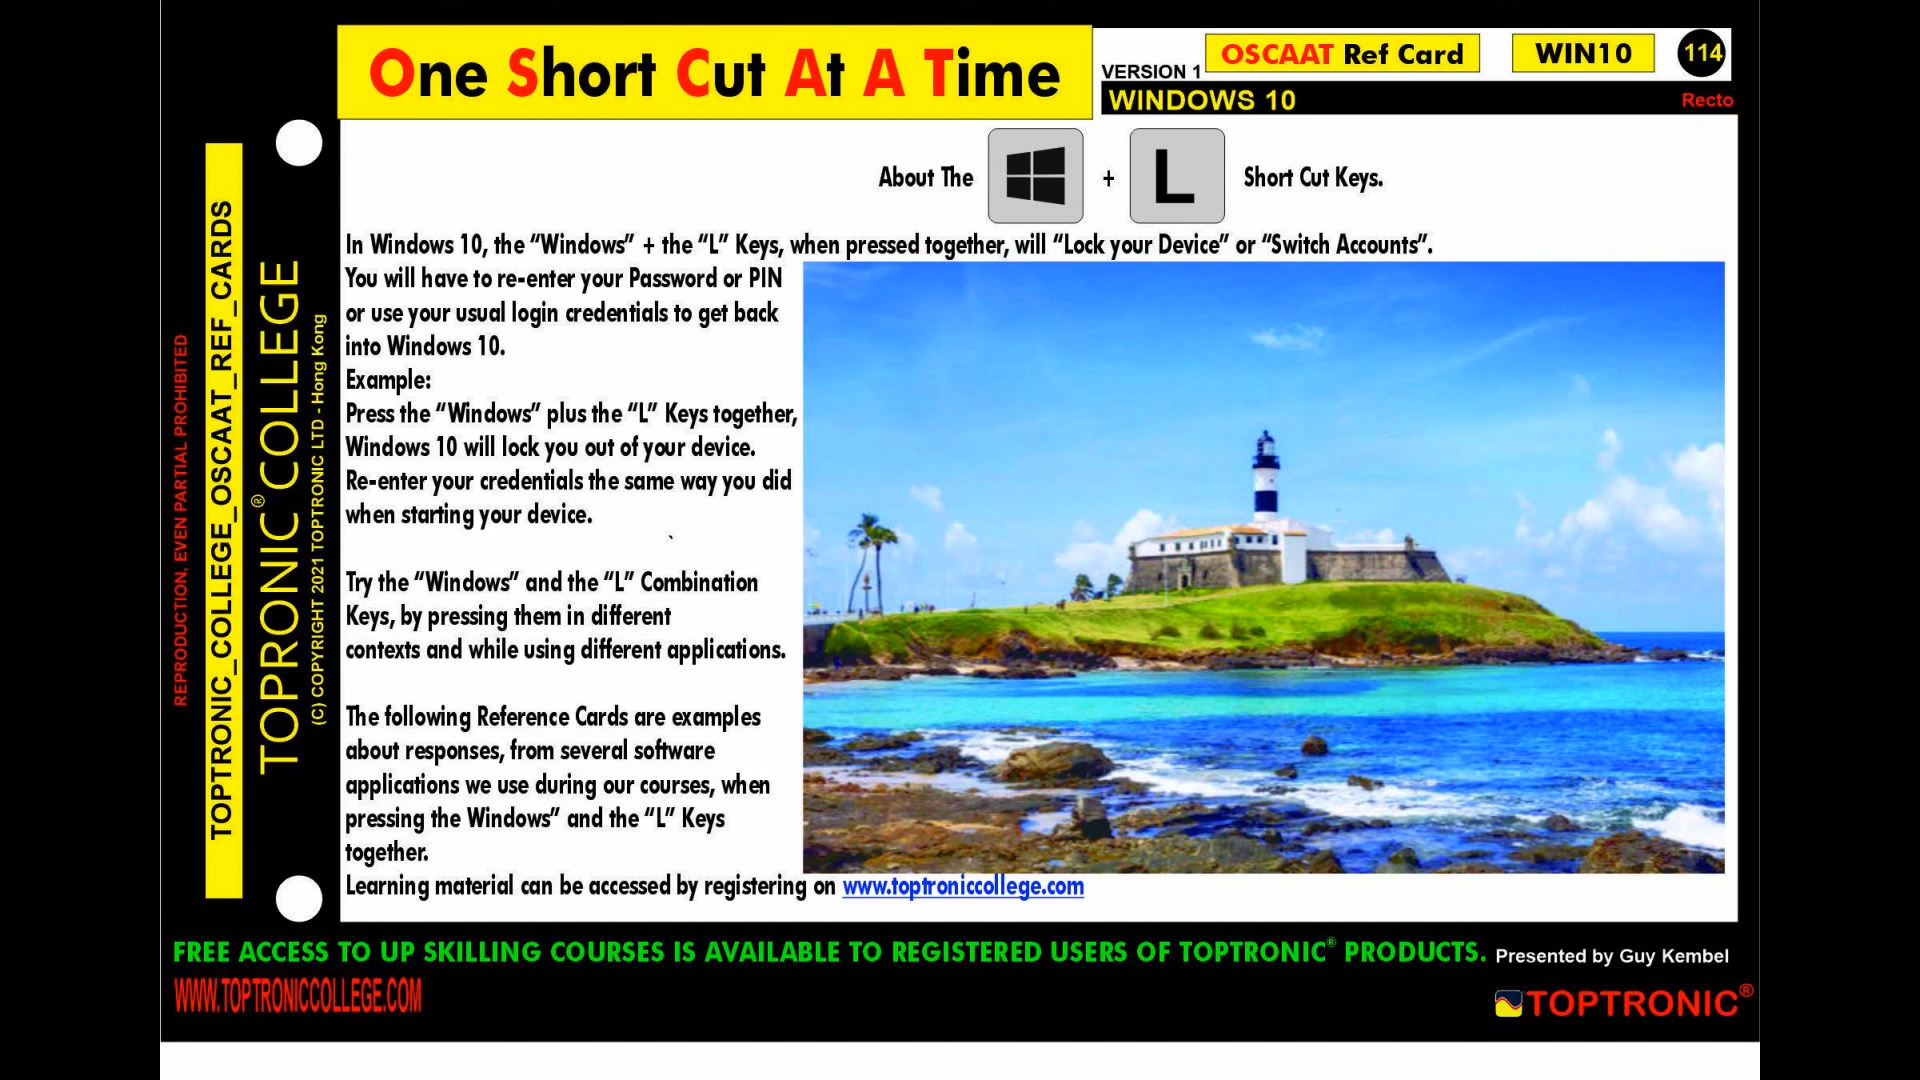 One Short Cut At A Time
VERSION 1
OSCAAT Ref Card
WIN10
114
WINDOWS 10
Recto
About The + L Short Cut Keys.
In Windows 10, the “Windows” + the “L” Keys, when pressed together, will “Lock your Device” or “Switch Accounts”.
You will have to re-enter your Password or PIN
or use your usual login credentials to get back
into Windows 10.
Example:
Press the “Windows” plus the “L” Keys together,
Windows 10 will lock you out of your device.
Re-enter your credentials the same way you did
when starting your device.
Try the “Windows” and the “L” Combination
Keys, by pressing them in different
contexts and while using different applications.
The following Reference Cards are examples
about responses, from several software
applications we use during our courses, when
pressing the Windows” and the “L” Keys
together.
Learning material can be accessed by registering on www.toptroniccollege.com
REPRODUCTION, EVEN PARTIAL PROHIBITED
TOPTRONIC_COLLEGE_OSCAAT_REF_CARDS
TOPRONIC® COLLEGE
(C) COPYRIGHT 2021 TOPTRONIC LTD - Hong Kong
FREE ACCESS TO UP SKILLING COURSES IS AVAILABLE TO REGISTERED USERS OF TOPTRONIC® PRODUCTS.
Presented by Guy Kembel
WWW.TOPTRONICCOLLEGE.COM
TOPTRONIC®